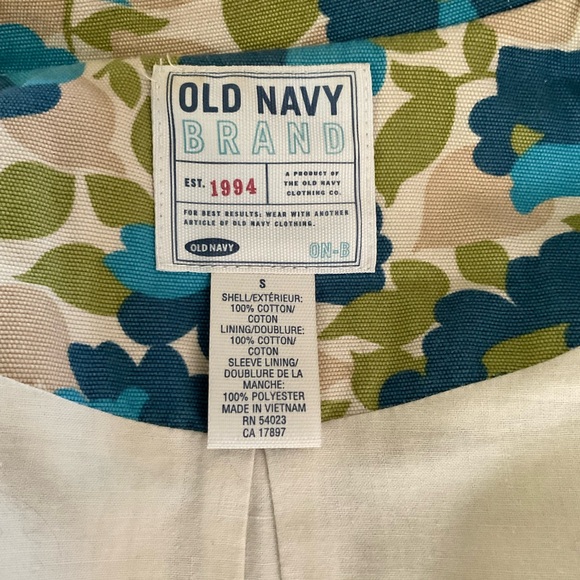 OLD NAVY
BRAND
EST. 1994
A PRODUCT OF
THE OLD NAVY
CLOTHING CO.
FOR BEST RESULTS: WEAR WITH ANOTHER
ARTICLE OF OLD NAVY CLOTHING.
OLD NAVY
ON-B
S
SHELL/EXTÉRIEUR:
100% COTTON/
COTON
LINING/DOUBLURE:
100% COTTON/
COTON
SLEEVE LINING/
DOUBLURE DE LA
MANCHE:
100% POLYESTER
MADE IN VIETNAM
RN 54023
CA 17897